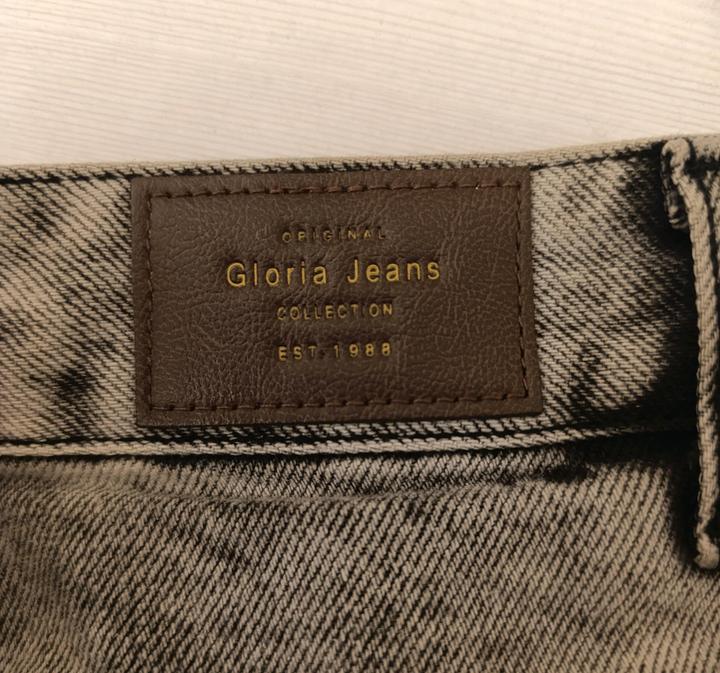 ORIGINAL
Gloria Jeans
COLLECTION
EST 1988